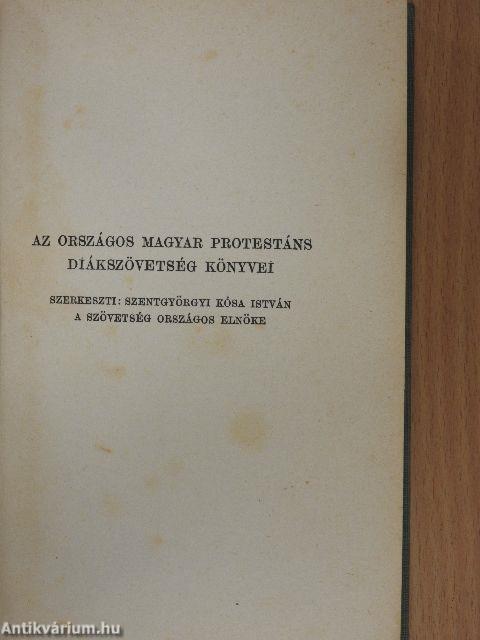 AZ ORSZÁGOS MAGYAR PROTESTÁNS
DIÁKSZÖVETSÉG KÖNYVEI
SZERKESZTI: SZENTGYÖRGYI KÓSA ISTVÁN
A SZÖVETSÉG ORSZÁGOS ELNÖKE
Antikvárium.hu